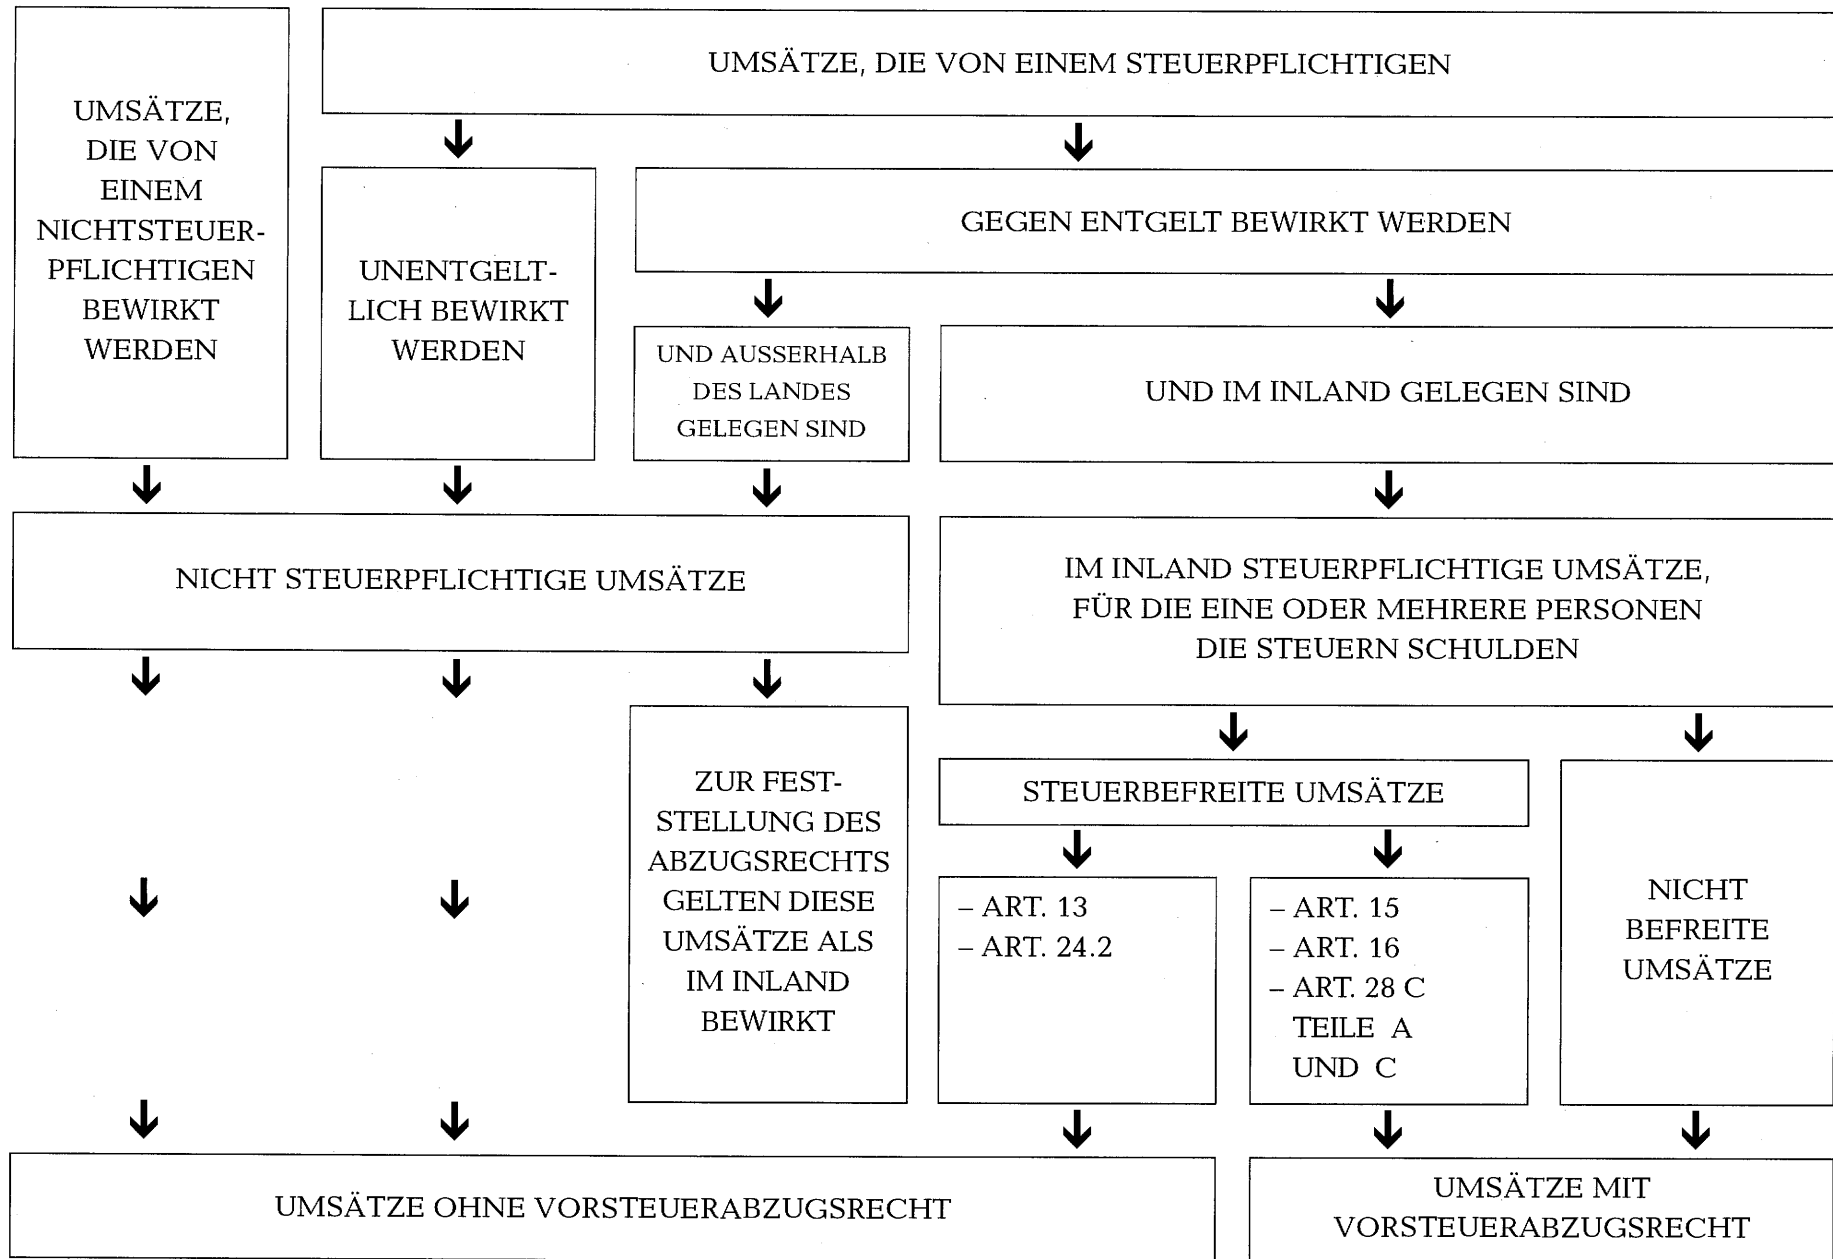 UMSÄTZE, DIE VON EINEM STEUERPFLICHTIGEN
UMSÄTZE,
DIE VON
EINEM
NICHTSTEUER-
PFLICHTIGEN
BEWIRKT
WERDEN
UNENTGELT-
LICH BEWIRKT
WERDEN
GEGEN ENTGELT BEWIRKT WERDEN
UND AUSSERHALB
DES LANDES
GELEGEN SIND
UND IM INLAND GELEGEN SIND
NICHT STEUERPFLICHTIGE UMSÄTZE
IM INLAND STEUERPFLICHTIGE UMSÄTZE,
FÜR DIE EINE ODER MEHRERE PERSONEN
DIE STEUERN SCHULDEN
ZUR FEST-
STELLUNG DES
ABZUGSRECHTS
GELTEN DIESE
UMSÄTZE ALS
IM INLAND
BEWIRKT
STEUERBEFREITE UMSÄTZE
– ART. 13
– ART. 24.2
– ART. 15
– ART. 16
– ART. 28 C
TEILE A
UND C
NICHT
BEFREITE
UMSÄTZE
UMSÄTZE OHNE VORSTEUERABZUGSRECHT
UMSÄTZE MIT
VORSTEUERABZUGSRECHT